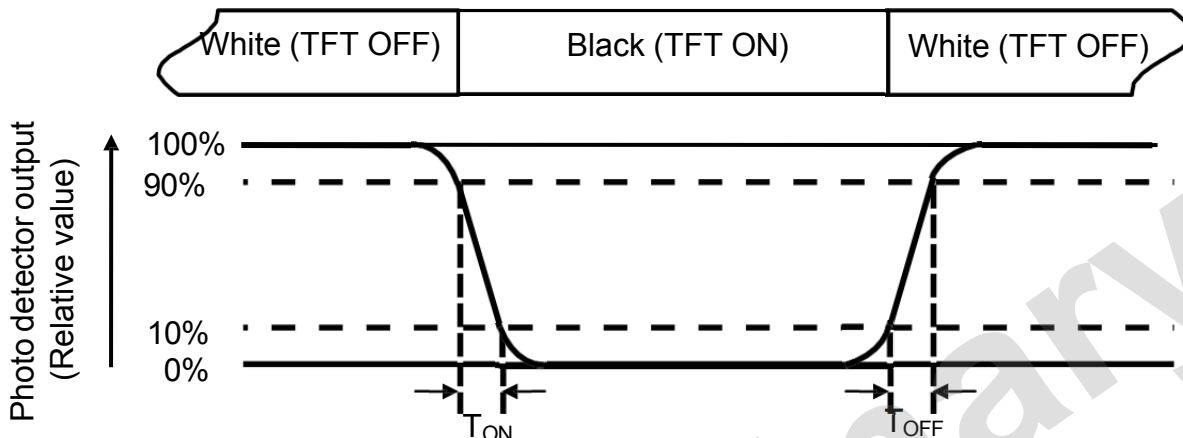 White (TFT OFF) Black (TFT ON) White (TFT OFF)
Photo detector output
(Relative value)
100%
90%
10%
0%
TON TOFF